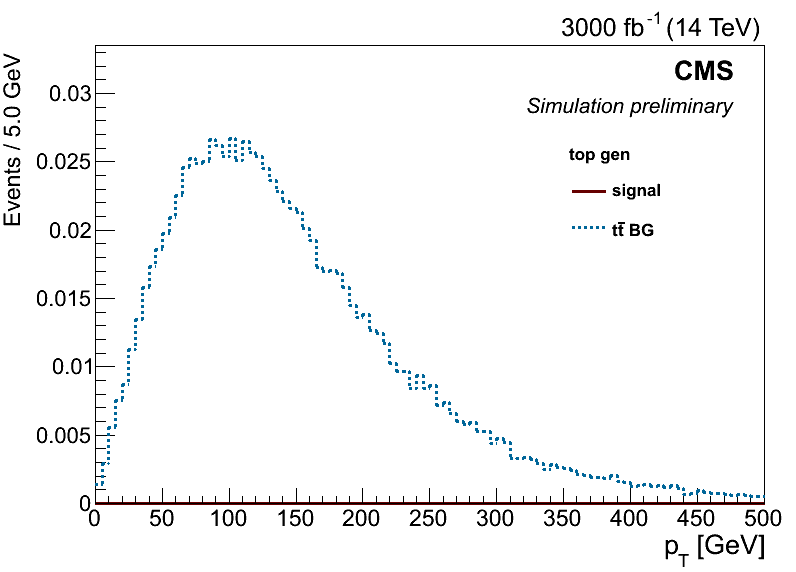 3000 fb-1 (14 TeV)
CMS
Simulation preliminary
top gen
signal
tt̄ BG
Events / 5.0 GeV
0.03
0.025
0.02
0.015
0.01
0.005
0
0 50 100 150 200 250 300 350 400 450 500
pT [GeV]